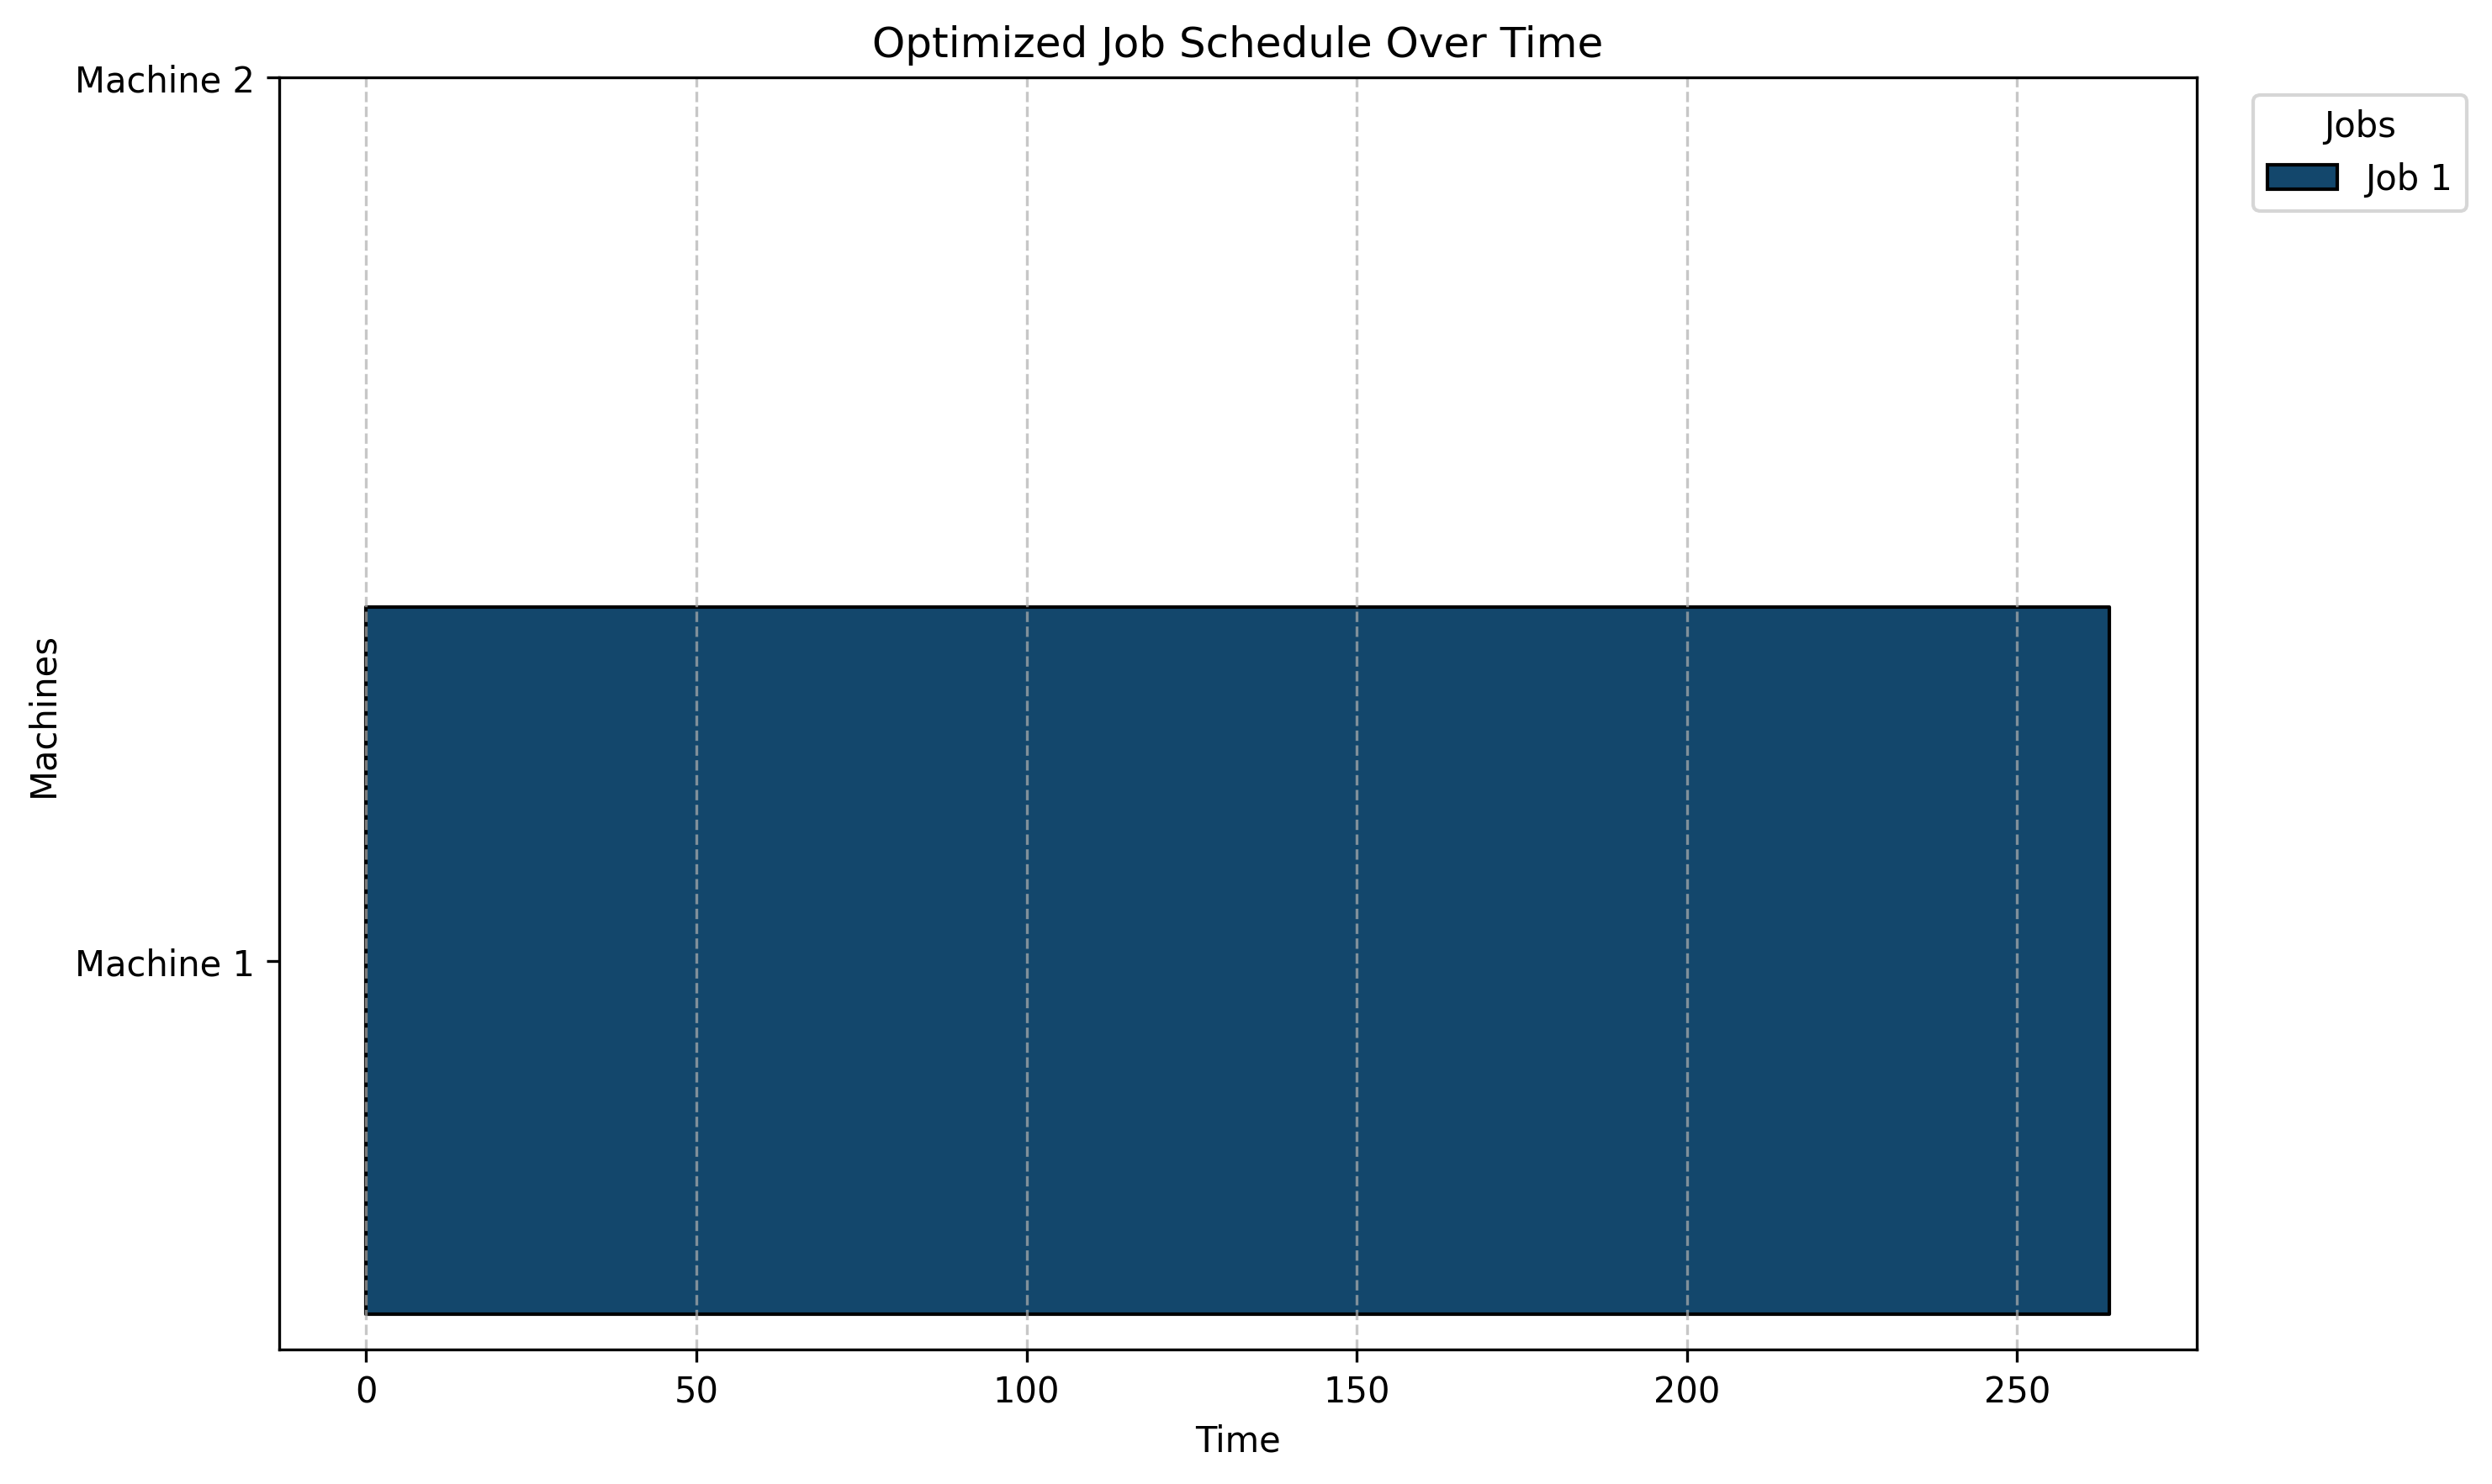 Optimized Job Schedule Over Time
Machine 2
Machine 1
Machines
0 50 100 150 200 250
Time
Jobs
Job 1